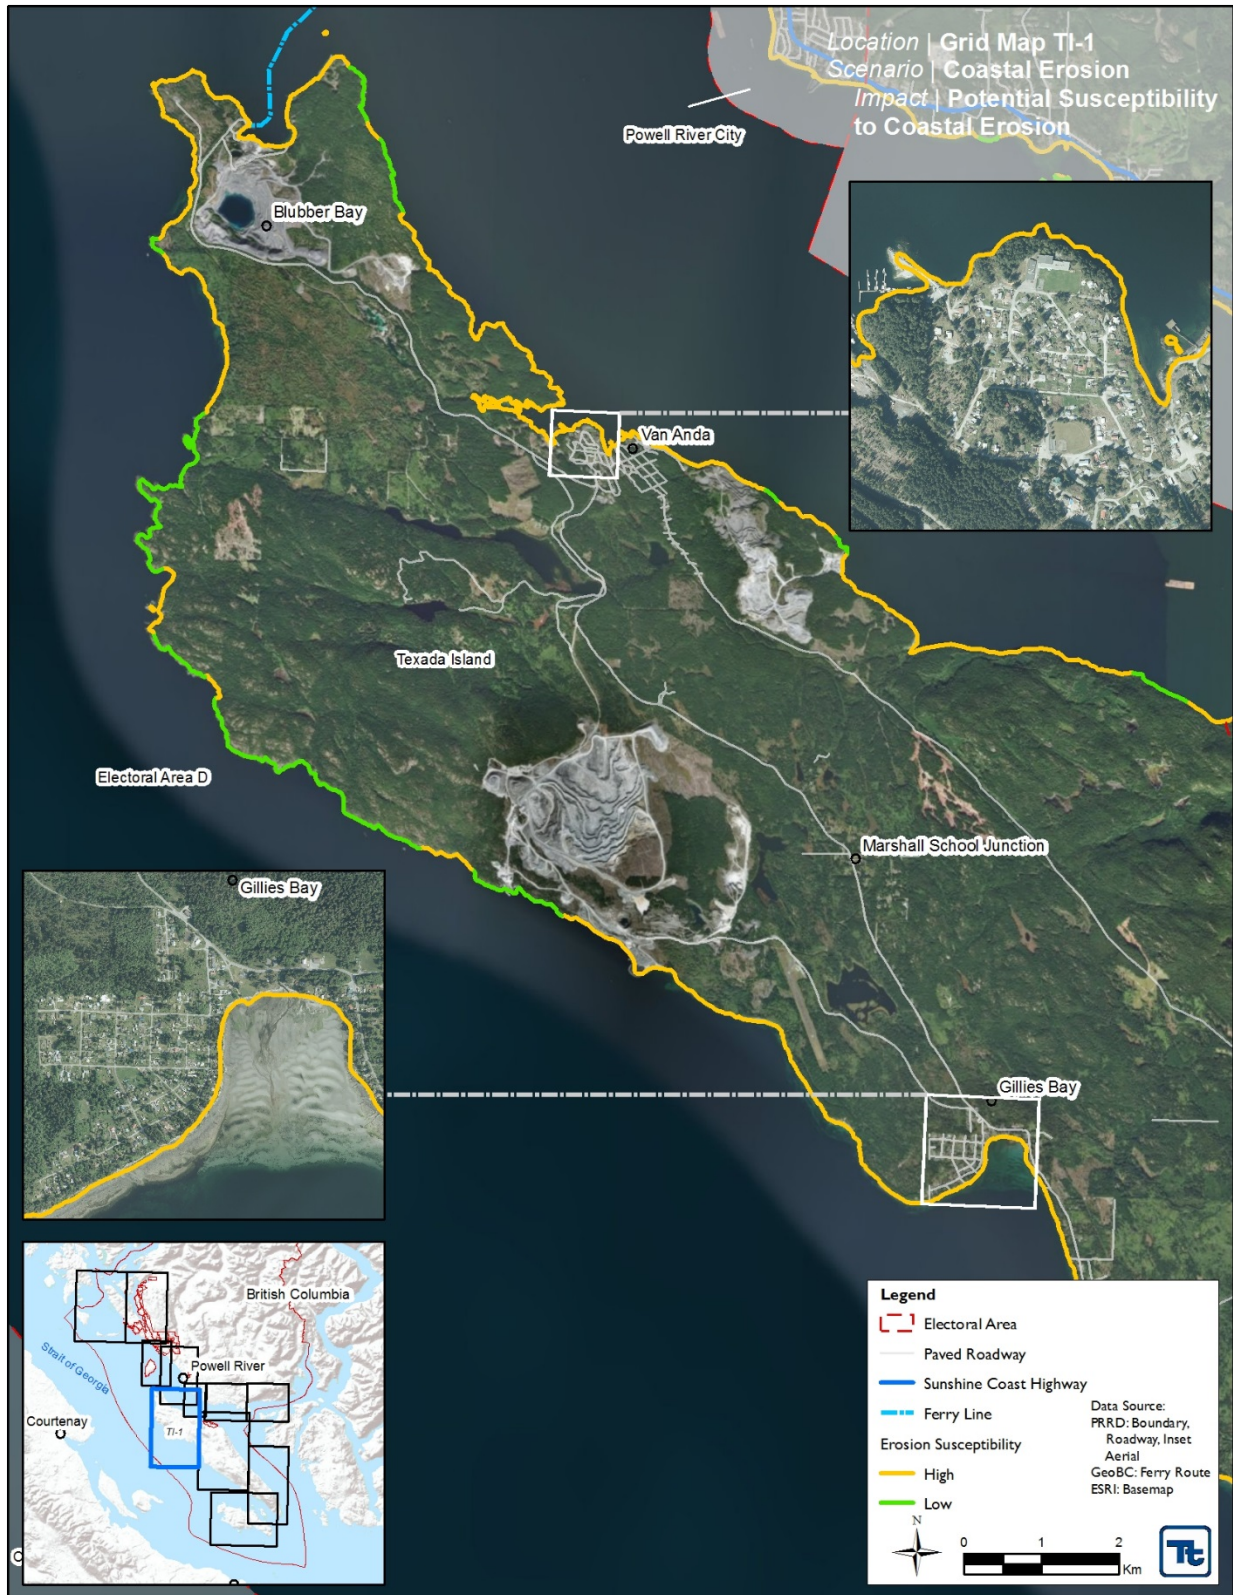 Location | Grid Map TI-1
Scenario | Coastal Erosion
Impact | Potential Susceptibility
to Coastal Erosion
Powell River City
Blubber Bay
Van Anda
Texada Island
Electoral Area D
Marshall School Junction
Gillies Bay
Gillies Bay
British Columbia
Strait of Georgia
Powell River
Courtenay
TI-1
C
Legend
Electoral Area
Paved Roadway
Sunshine Coast Highway
Ferry Line
Erosion Susceptibility
High
Low
Data Source:
PRRD: Boundary,
Roadway, Inset
Aerial
GeoBC: Ferry Route
ESRI: Basemap
N
0 1 2
Km
Tt